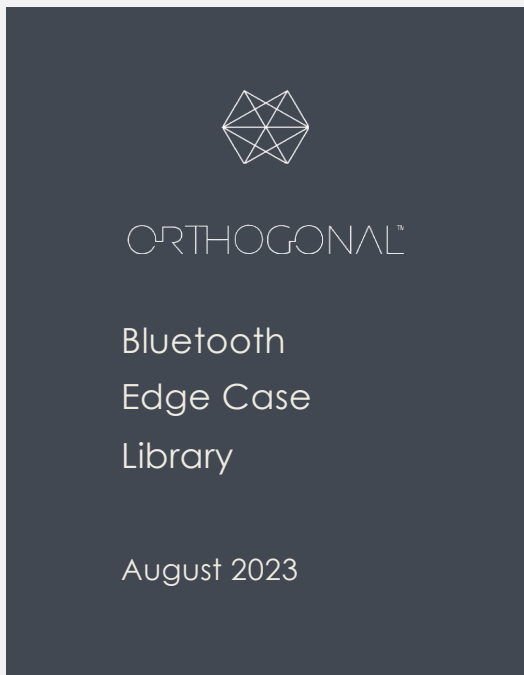 ORTHOGONAL™
Bluetooth
Edge Case
Library
August 2023